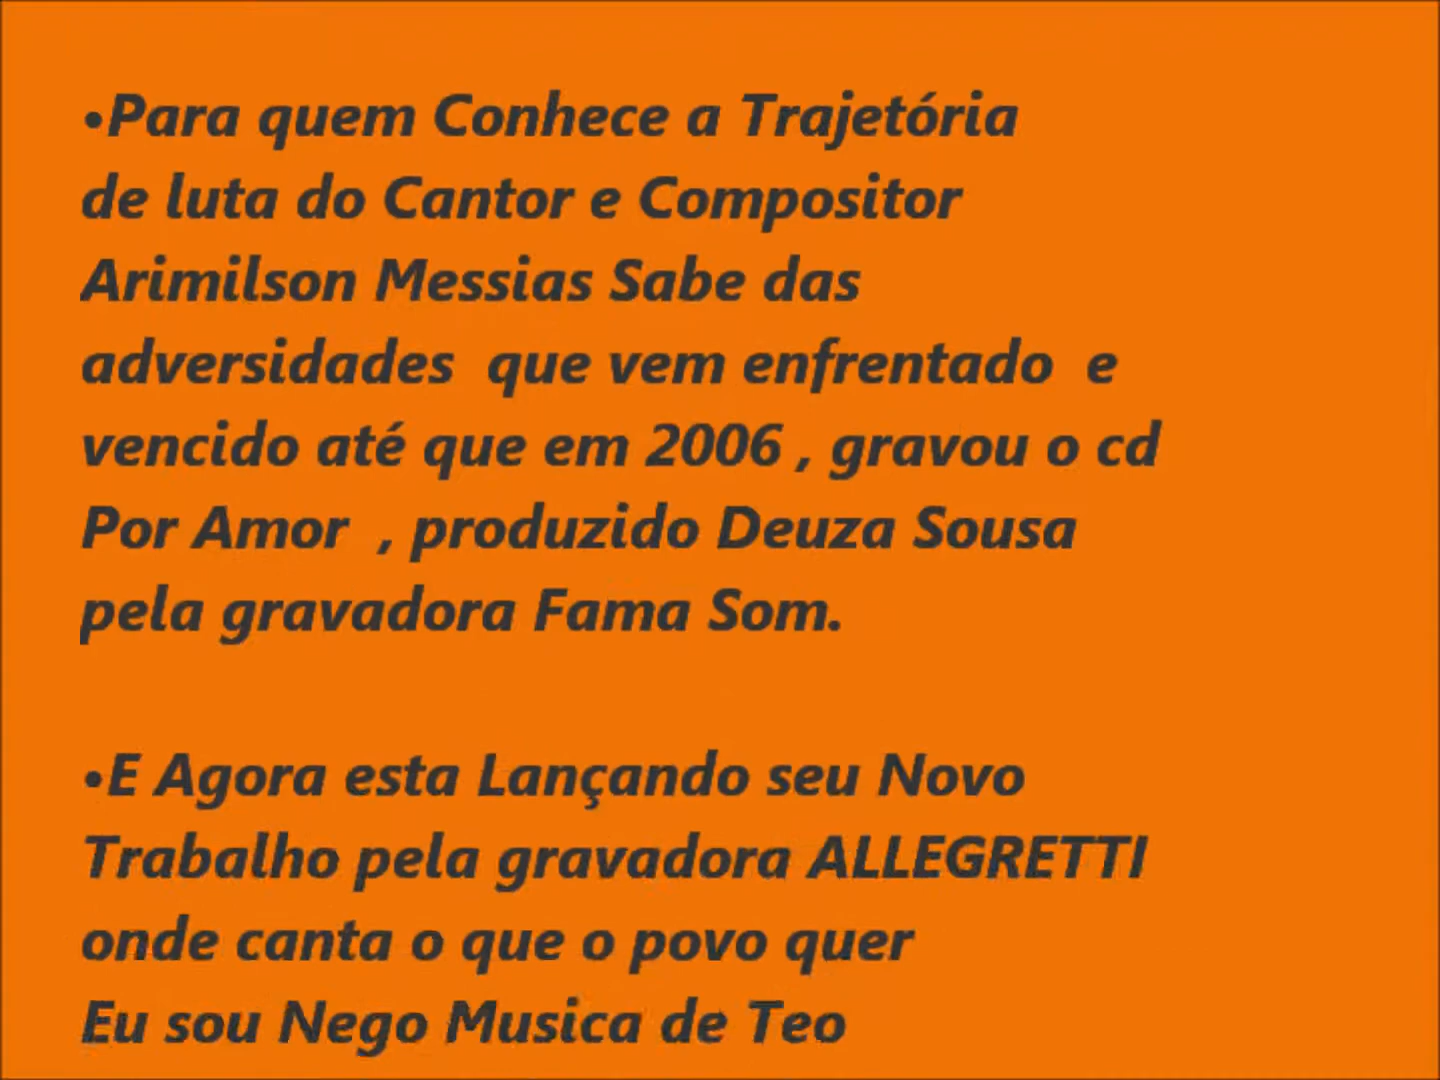 •Para quem Conhece a Trajetória
de luta do Cantor e Compositor
Arimilson Messias Sabe das
adversidades  que vem enfrentado  e
vencido até que em 2006 , gravou o cd
Por Amor  , produzido Deuza Sousa
pela gravadora Fama Som.
•E Agora esta Lançando seu Novo
Trabalho pela gravadora ALLEGRETTI
onde canta o que o povo quer
Eu sou Nego Musica de Teo